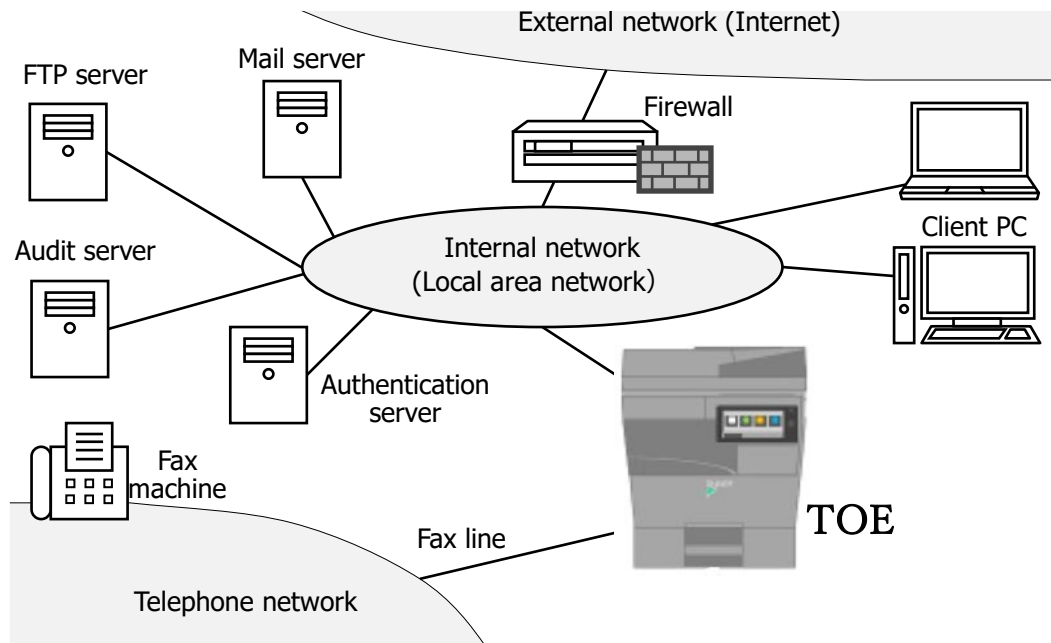 External network (Internet)
Mail server
FTP server
Firewall
Client PC
Internal network
(Local area network)
Audit server
Authentication
server
Fax
machine
TOE
Fax line
Telephone network